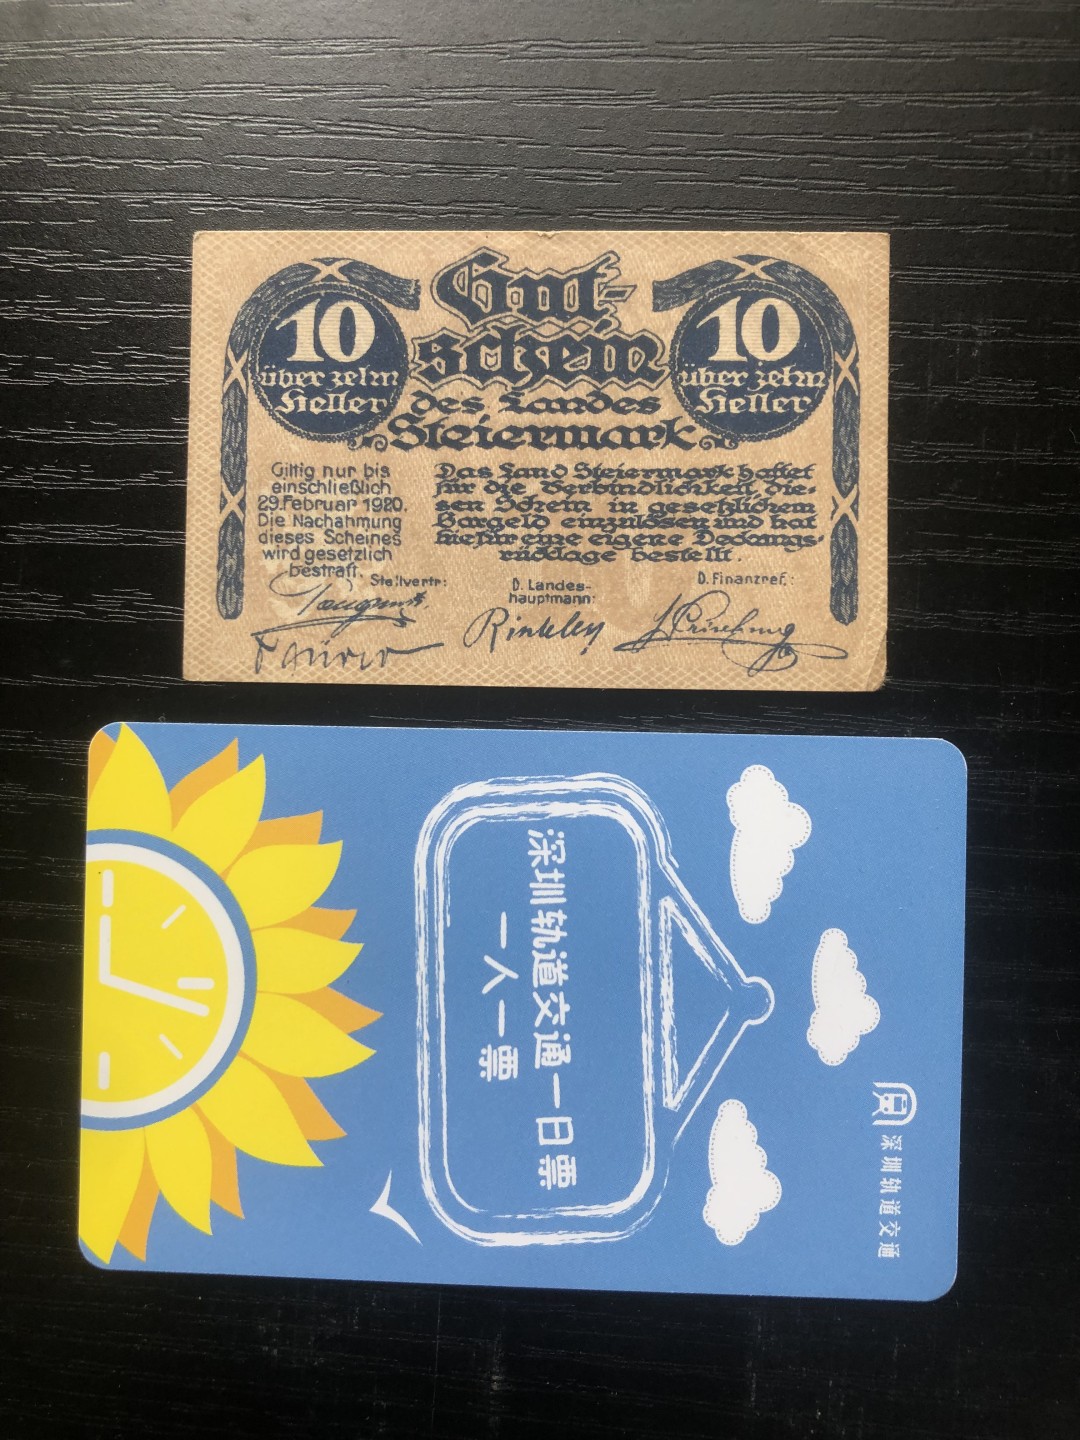 Gut-
schein
des Landes
Steiermark
10
über zehn
Heller
10
über zehn
Heller
Giltig nur bis
einschließlich
29. Februar 1920.
Die Nachahmung
dieses Scheines
wird gesetzlich
bestraft.
Das Land Steiermark haftet
für die Verbindlichkeit, die-
sen Schein in gesetzlichem
Bargeld einzulösen und hat
hiefür eine eigene Deckungs-
rücklage bestellt.
Stellvertr:
D. Landes-
hauptmann:
D. Finanzref.:
Rintelen
深圳轨道交通一日票
一人一票
深圳轨道交通